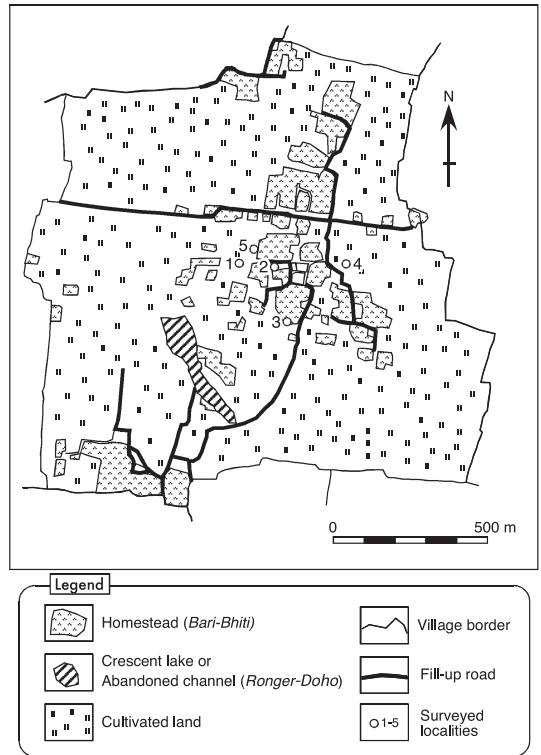 N
5
1
2
4
3
0 500 m
Legend
Homestead (Bari-Bhiti)
Crescent lake or
Abandoned channel (Ronger-Doho)
Cultivated land
Village border
Fill-up road
1-5 Surveyed
localities